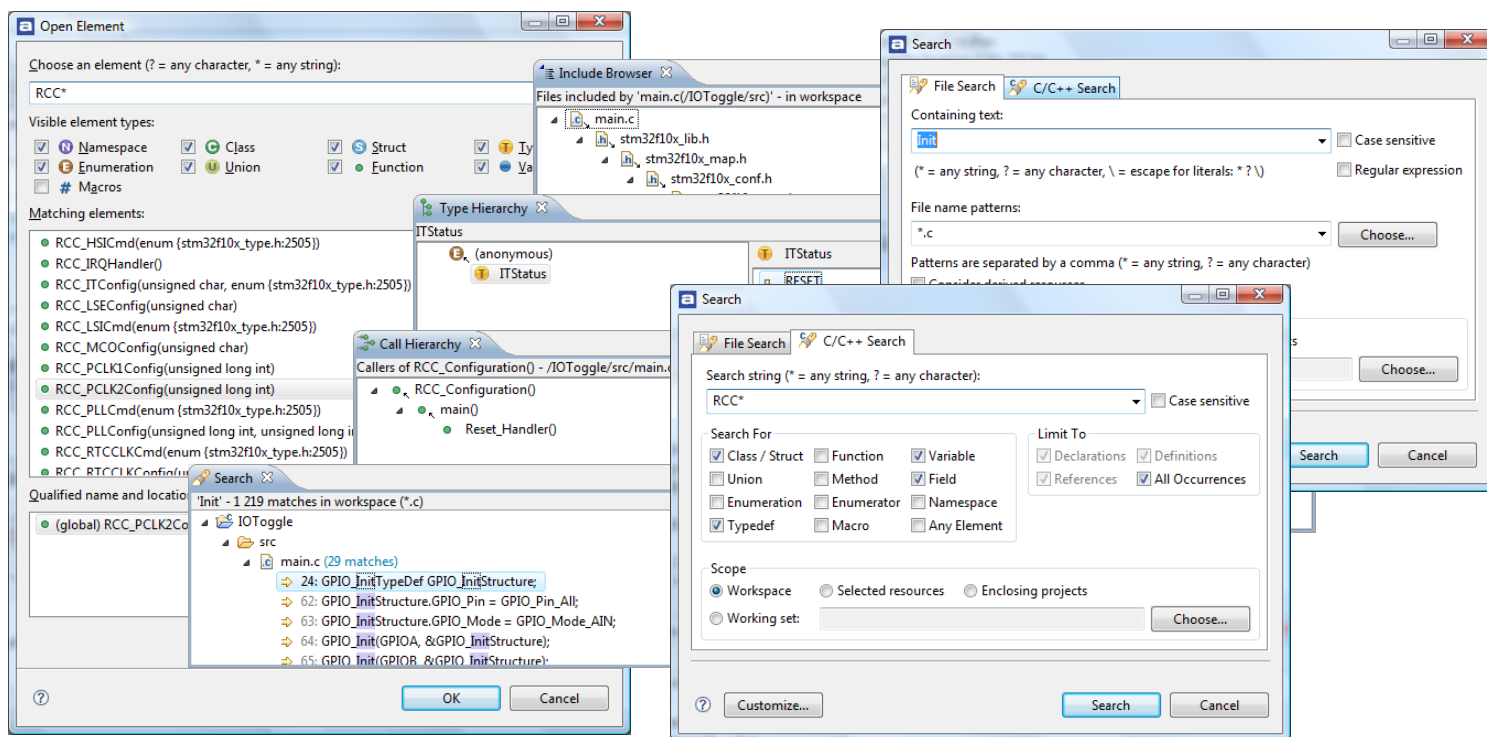 Open Element
Choose an element (? = any character, * = any string):
RCC*
Visible element types:
Namespace Class Struct
Enumeration Union Function
# Macros
Matching elements:
RCC_HSICmd(enum {stm32f10x_type.h:2505})
RCC_IRQHandler()
RCC_ITConfig(unsigned char, enum {stm32f10x_type.h:2505})
RCC_LSEConfig(unsigned char)
RCC_LSICmd(enum {stm32f10x_type.h:2505})
RCC_MCOConfig(unsigned char)
RCC_PCLK1Config(unsigned long int)
RCC_PCLK2Config(unsigned long int)
RCC_PLLCmd(enum {stm32f10x_type.h:2505})
RCC_PLLConfig(unsigned long int, unsigned long
RCC_RTCCLKCmd(enum {stm32f10x_type.h:2505})
RCC_RTCCLKConfig(
Qualified name and
(global) RCC_PCLK2Co
OK Cancel
Include Browser
Files included by 'main.c(/IOToggle/src)' - in workspace
main.c
stm32f10x_lib.h
stm32f10x_map.h
stm32f10x_conf.h
Type Hierarchy
ITStatus
(anonymous)
ITStatus
ITStatus
RESET
Call Hierarchy
Callers of RCC_Configuration() - /IOToggle/src/main.c
RCC_Configuration()
main()
Reset_Handler()
Search
'Init' - 1 219 matches in workspace (*.c)
IOToggle
src
main.c (29 matches)
24: GPIO_InitTypeDef GPIO_InitStructure;
62: GPIO_InitStructure.GPIO_Pin = GPIO_Pin_All;
63: GPIO_InitStructure.GPIO_Mode = GPIO_Mode_AIN;
64: GPIO_Init(GPIOA, &GPIO_InitStructure);
65: GPIO_Init(GPIOB, &GPIO_InitStructure);
Search
File Search C/C++ Search
Containing text:
Init Case sensitive
(* = any string, ? = any character, \ = escape for literals: * ? \) Regular expression
File name patterns:
*.c Choose...
Patterns are separated by a comma (* = any string, ? = any character)
Consider derived resources
Choose...
Search Cancel
Search
File Search C/C++ Search
Search string (* = any string, ? = any character):
RCC* Case sensitive
Search For Limit To
Class / Struct Function Variable Declarations Definitions
Union Method Field References All Occurrences
Enumeration Enumerator Namespace
Typedef Macro Any Element
Scope
Workspace Selected resources Enclosing projects
Working set: Choose...
Customize... Search Cancel